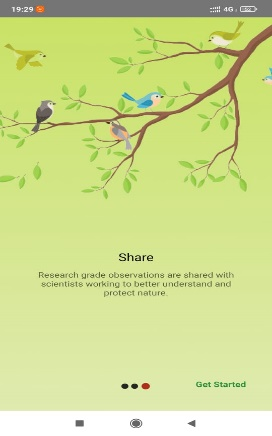 19:29 4G
Share
Research grade observations are shared with
scientists working to better understand and
protect nature.
Get Started